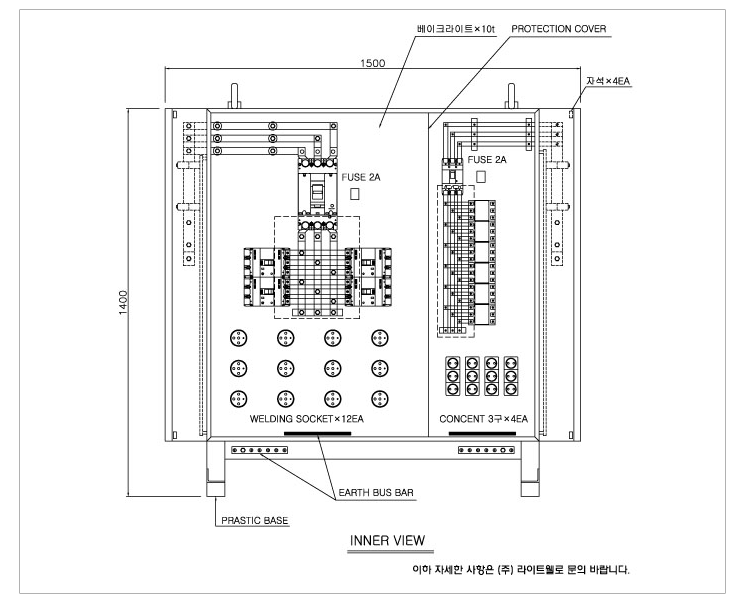 베이크라이트×10t
PROTECTION COVER
1500
자석×4EA
FUSE 2A
FUSE 2A
1400
WELDING SOCKET×12EA
CONCENT 3구×4EA
EARTH BUS BAR
PRASTIC BASE
INNER VIEW
이하 자세한 사항은 (주) 라이트웰로 문의 바랍니다.